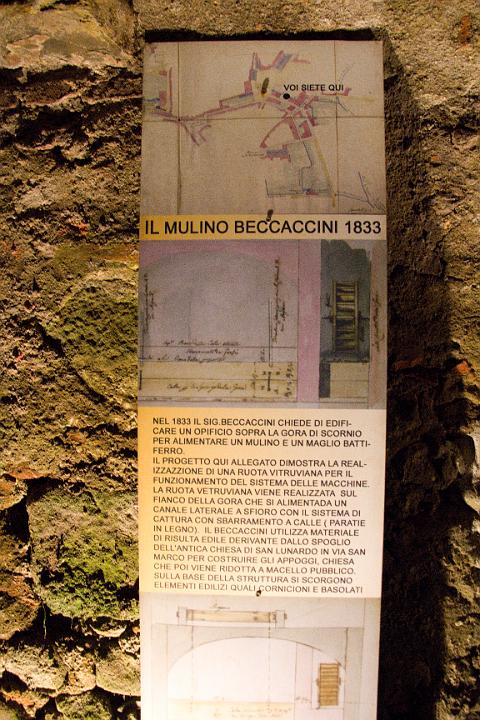 VOI SIETE QUI
IL MULINO BECCACCINI 1833
NEL 1833 IL SIG.BECCACCINI CHIEDE DI EDIFI-
CARE UN OPIFICIO SOPRA LA GORA DI SCORNIO
PER ALIMENTARE UN MULINO E UN MAGLIO BATTI-
FERRO.
IL PROGETTO QUI ALLEGATO DIMOSTRA LA REAL-
IZZAZZIONE DI UNA RUOTA VITRUVIANA PER IL
FUNZIONAMENTO DEL SISTEMA DELLE MACCHINE.
LA RUOTA VETRUVIANA VIENE REALIZZATA SUL
FIANCO DELLA GORA CHE SI ALIMENTADA UN
CANALE LATERALE A SFIORO CON IL SISTEMA DI
CATTURA CON SBARRAMENTO A CALLE ( PARATIE
IN LEGNO). IL BECCACCINI UTILIZZA MATERIALE
DI RISULTA EDILE DERIVANTE DALLO SPOGLIO
DELL'ANTICA CHIESA DI SAN LUNARDO IN VIA SAN
MARCO PER COSTRUIRE GLI APPOGGI, CHIESA
CHE POI VIENE RIDOTTA A MACELLO PUBBLICO.
SULLA BASE DELLA STRUTTURA SI SCORGONO
ELEMENTI EDILIZI QUALI CORNICIONI E BASOLATI